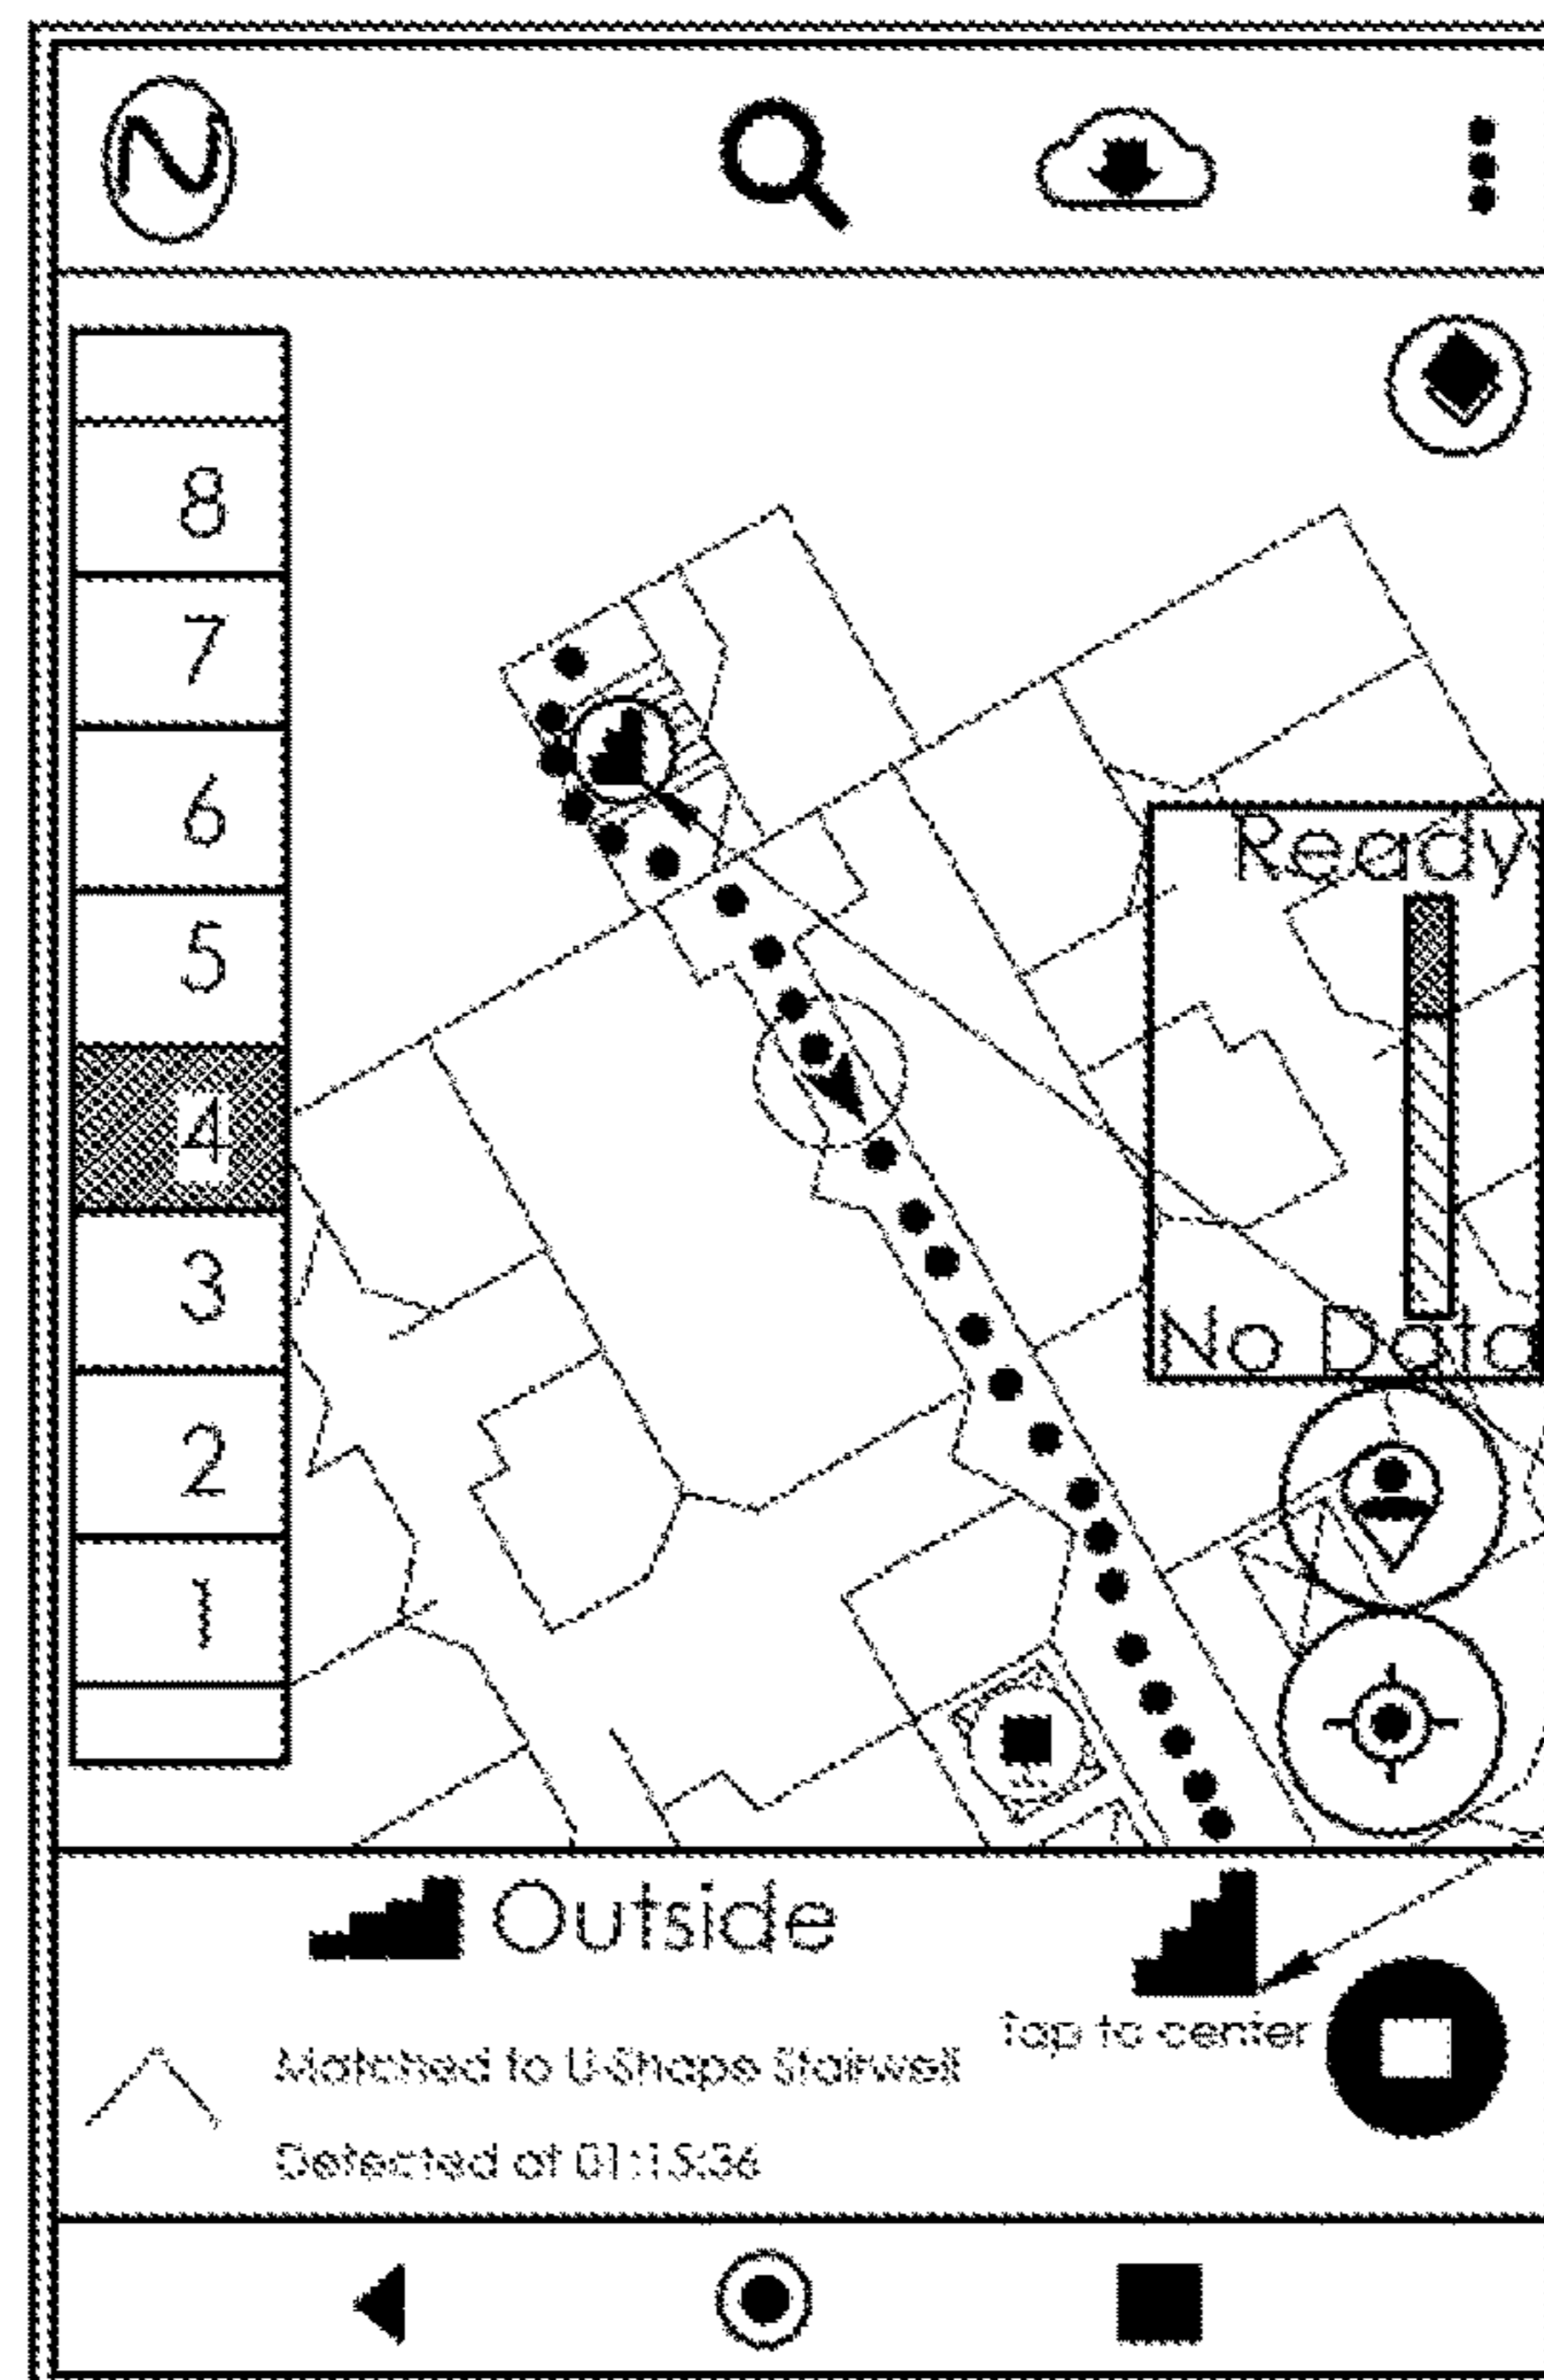 8
7
6
5
4
3
2
1
Ready
No Data
Outside
Tap to center
Matched to U-Shape Stairwell
Detected at 01:15:36